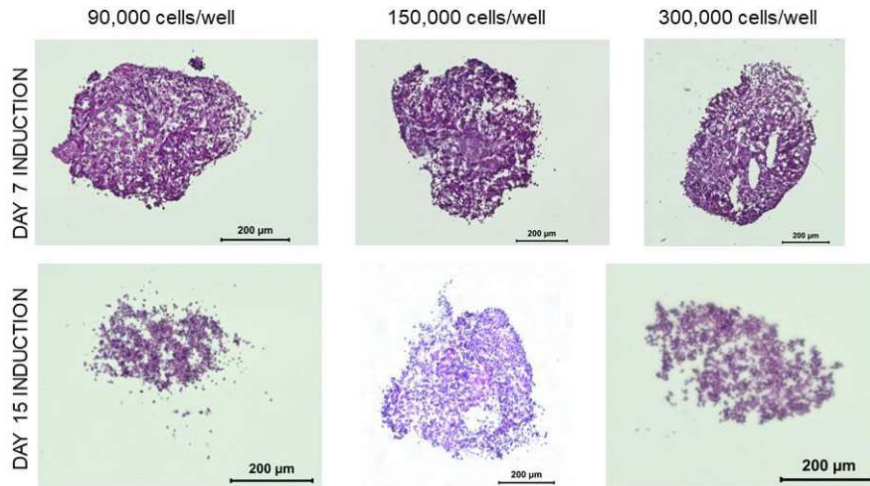 90,000 cells/well
150,000 cells/well
300,000 cells/well
DAY 7 INDUCTION
200 µm
200 µm
200 µm
DAY 15 INDUCTION
200 µm
200 µm
200 µm